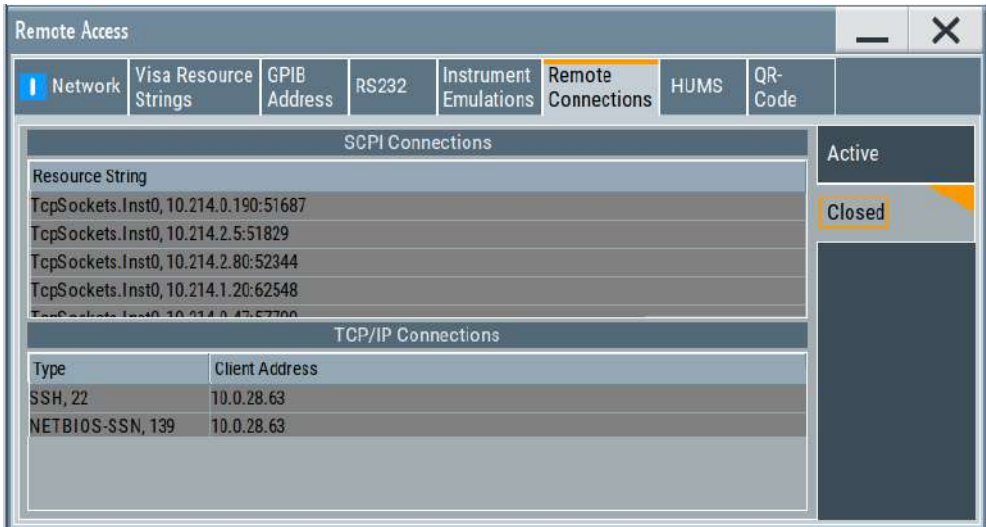 Remote Access
Network
Visa Resource
Strings
GPIB
Address
RS232
Instrument
Emulations
Remote
Connections
HUMS
QR-
Code
SCPI Connections
Resource String
TcpSockets.Inst0, 10.214.0.190:51687
TcpSockets.Inst0, 10.214.2.5:51829
TcpSockets.Inst0, 10.214.2.80:52344
TcpSockets.Inst0, 10.214.1.20:62548
TCP/IP Connections
Type Client Address
SSH, 22 10.0.28.63
NETBIOS-SSN, 139 10.0.28.63
Active
Closed